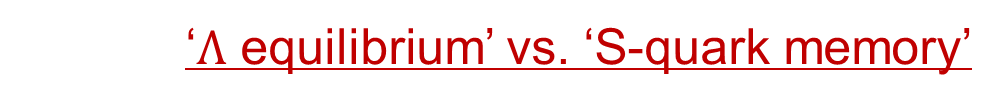 ‘Λ equilibrium’ vs. ‘S-quark memory’